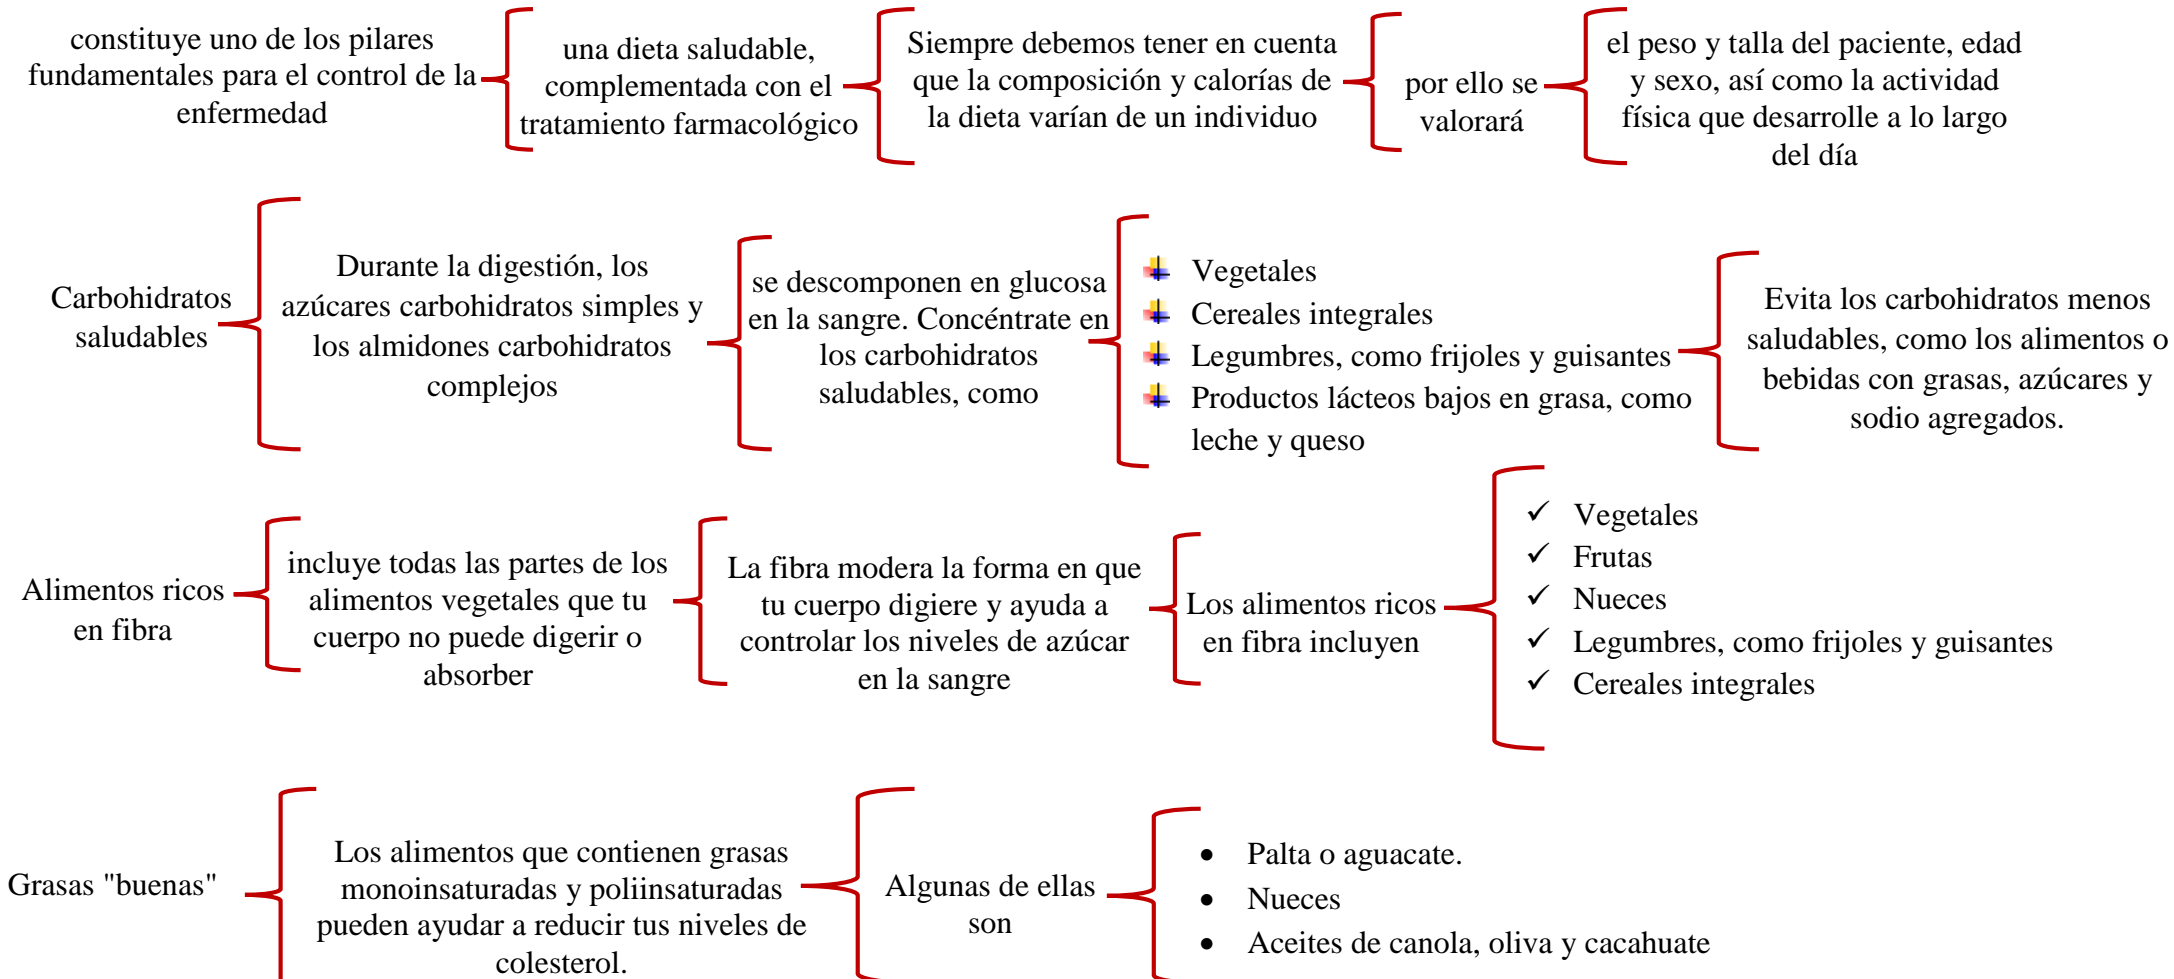 constituye uno de los pilares
fundamentales para el control de la
enfermedad
una dieta saludable,
complementada con el
tratamiento farmacológico
Siempre debemos tener en cuenta
que la composición y calorías de
la dieta varían de un individuo
por ello se
valorará
el peso y talla del paciente, edad
y sexo, así como la actividad
física que desarrolle a lo largo
del día
Carbohidratos
saludables
Durante la digestión, los
azúcares carbohidratos simples y
los almidones carbohidratos
complejos
se descomponen en glucosa
en la sangre. Concéntrate en
los carbohidratos
saludables, como
Vegetales
Cereales integrales
Legumbres, como frijoles y guisantes
Productos lácteos bajos en grasa, como
leche y queso
Evita los carbohidratos menos
saludables, como los alimentos o
bebidas con grasas, azúcares y
sodio agregados.
Alimentos ricos
en fibra
incluye todas las partes de los
alimentos vegetales que tu
cuerpo no puede digerir o
absorber
La fibra modera la forma en que
tu cuerpo digiere y ayuda a
controlar los niveles de azúcar
en la sangre
Los alimentos ricos
en fibra incluyen
✓ Vegetales
✓ Frutas
✓ Nueces
✓ Legumbres, como frijoles y guisantes
✓ Cereales integrales
Grasas "buenas"
Los alimentos que contienen grasas
monoinsaturadas y poliinsaturadas
pueden ayudar a reducir tus niveles de
colesterol.
Algunas de ellas
son
• Palta o aguacate.
• Nueces
• Aceites de canola, oliva y cacahuate